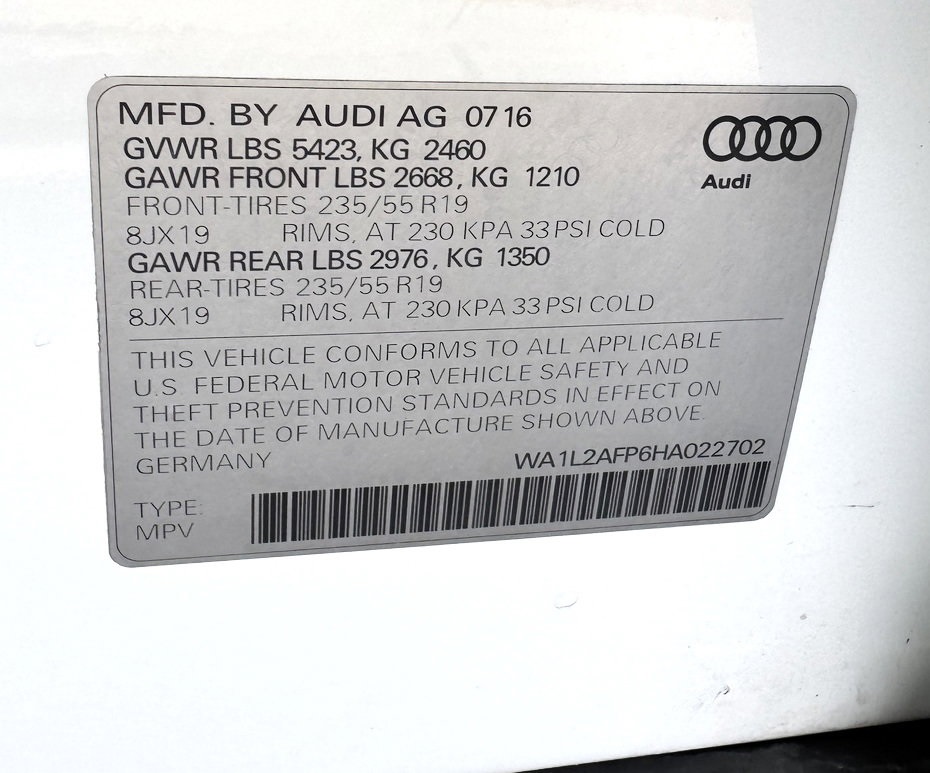 MFD. BY AUDI AG 07 16
GVWR LBS 5423, KG 2460
GAWR FRONT LBS 2668, KG 1210
FRONT-TIRES 235/55 R19
8JX19 RIMS, AT 230 KPA 33 PSI COLD
GAWR REAR LBS 2976, KG 1350
REAR-TIRES 235/55 R19
8JX19 RIMS, AT 230 KPA 33 PSI COLD
Audi
THIS VEHICLE CONFORMS TO ALL APPLICABLE
U.S. FEDERAL MOTOR VEHICLE SAFETY AND
THEFT PREVENTION STANDARDS IN EFFECT ON
THE DATE OF MANUFACTURE SHOWN ABOVE.
GERMANY WA1L2AFP6HA022702
TYPE:
MPV